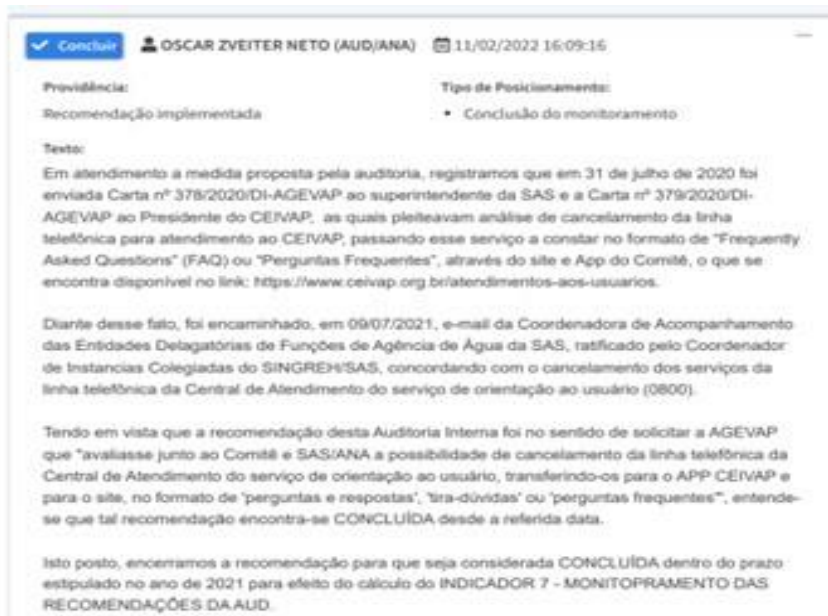 Concluir OSCAR ZVEITER NETO (AUD/ANA) 11/02/2022 16:09:16
Providência: Tipo de Posicionamento:
Recomendação implementada • Conclusão do monitoramento
Texto:
Em atendimento a medida proposta pela auditoria, registramos que em 31 de julho de 2020 foi
enviada Carta nº 378/2020/DI-AGEVAP ao superintendente da SAS e a Carta nº 379/2020/DI-
AGEVAP ao Presidente do CEIVAP, as quais pleiteavam análise de cancelamento da linha
telefônica para atendimento ao CEIVAP, passando esse serviço a constar no formato de "Frequently
Asked Questions" (FAQ) ou "Perguntas Frequentes", através do site e App do Comitê, o que se
encontra disponível no link: https://www.ceivap.org.br/atendimentos-aos-usuarios.
Diante desse fato, foi encaminhado, em 09/07/2021, e-mail da Coordenadora de Acompanhamento
das Entidades Delegatórias de Funções de Agência de Água da SAS, ratificado pelo Coordenador
de Instancias Colegiadas do SINGREH/SAS, concordando com o cancelamento dos serviços da
linha telefônica da Central de Atendimento do serviço de orientação ao usuário (0800).
Tendo em vista que a recomendação desta Auditoria Interna foi no sentido de solicitar a AGEVAP
que "avaliasse junto ao Comitê e SAS/ANA a possibilidade de cancelamento da linha telefônica da
Central de Atendimento do serviço de orientação ao usuário, transferindo-os para o APP CEIVAP e
para o site, no formato de 'perguntas e respostas', 'tira-dúvidas' ou 'perguntas frequentes'", entende-
se que tal recomendação encontra-se CONCLUÍDA desde a referida data.
Isto posto, encerramos a recomendação para que seja considerada CONCLUÍDA dentro do prazo
estipulado no ano de 2021 para efeito do cálculo do INDICADOR 7 - MONITOPRAMENTO DAS
RECOMENDAÇÕES DA AUD.